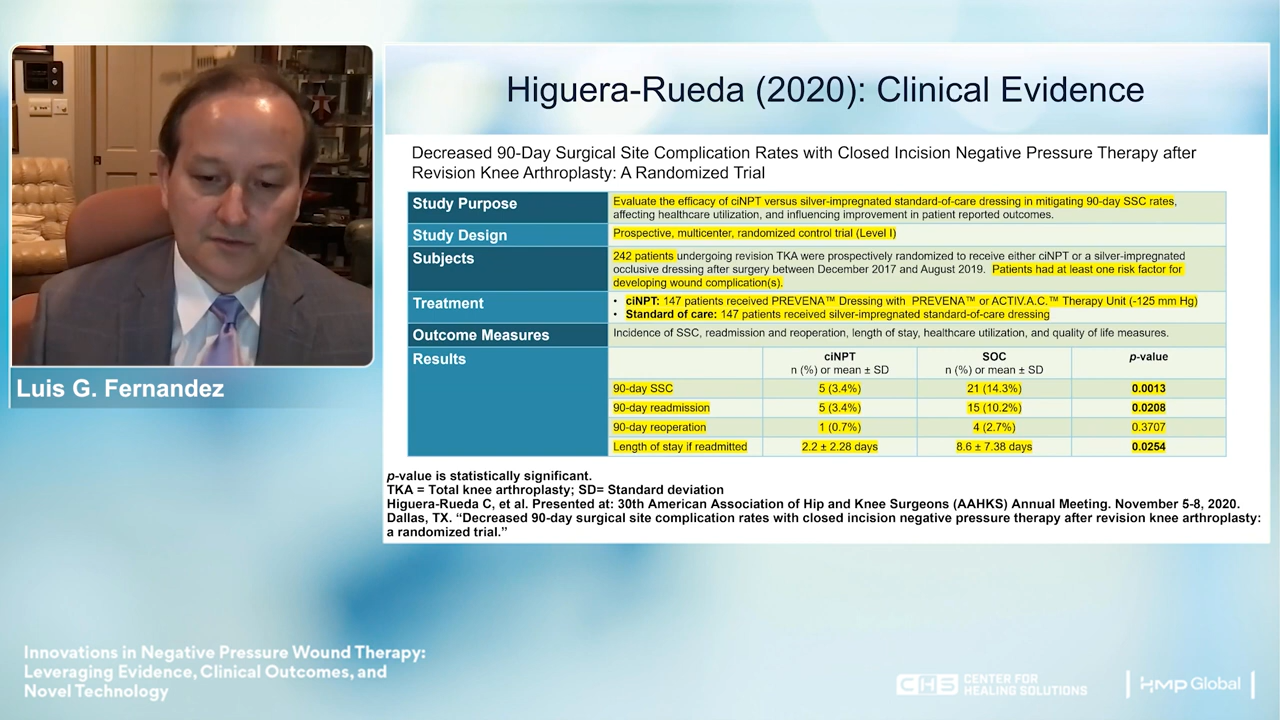 Luis G. Fernandez
Higuera-Rueda (2020): Clinical Evidence
Decreased 90-Day Surgical Site Complication Rates with Closed Incision Negative Pressure Therapy after
Revision Knee Arthroplasty: A Randomized Trial
Study Purpose
Evaluate the efficacy of ciNPT versus silver-impregnated standard-of-care dressing in mitigating 90-day SSC rates,
affecting healthcare utilization, and influencing improvement in patient reported outcomes.
Study Design
Prospective, multicenter, randomized control trial (Level I)
Subjects
242 patients undergoing revision TKA were prospectively randomized to receive either ciNPT or a silver-impregnated
occlusive dressing after surgery between December 2017 and August 2019. Patients had at least one risk factor for
developing wound complication(s).
Treatment
• ciNPT: 147 patients received PREVENA™ Dressing with PREVENA™ or ACTIV.A.C.™ Therapy Unit (-125 mm Hg)
• Standard of care: 147 patients received silver-impregnated standard-of-care dressing
Outcome Measures
Incidence of SSC, readmission and reoperation, length of stay, healthcare utilization, and quality of life measures.
Results
ciNPT SOC p-value
n (%) or mean ± SD n (%) or mean ± SD
90-day SSC 5 (3.4%) 21 (14.3%) 0.0013
90-day readmission 5 (3.4%) 15 (10.2%) 0.0208
90-day reoperation 1 (0.7%) 4 (2.7%) 0.3707
Length of stay if readmitted 2.2 ± 2.28 days 8.6 ± 7.38 days 0.0254
p-value is statistically significant.
TKA = Total knee arthroplasty; SD= Standard deviation
Higuera-Rueda C, et al. Presented at: 30th American Association of Hip and Knee Surgeons (AAHKS) Annual Meeting. November 5-8, 2020.
Dallas, TX. “Decreased 90-day surgical site complication rates with closed incision negative pressure therapy after revision knee arthroplasty:
a randomized trial.”
Innovations in Negative Pressure Wound Therapy:
Leveraging Evidence, Clinical Outcomes, and
Novel Technology
CHS CENTER FOR
HEALING SOLUTIONS
HMP Global